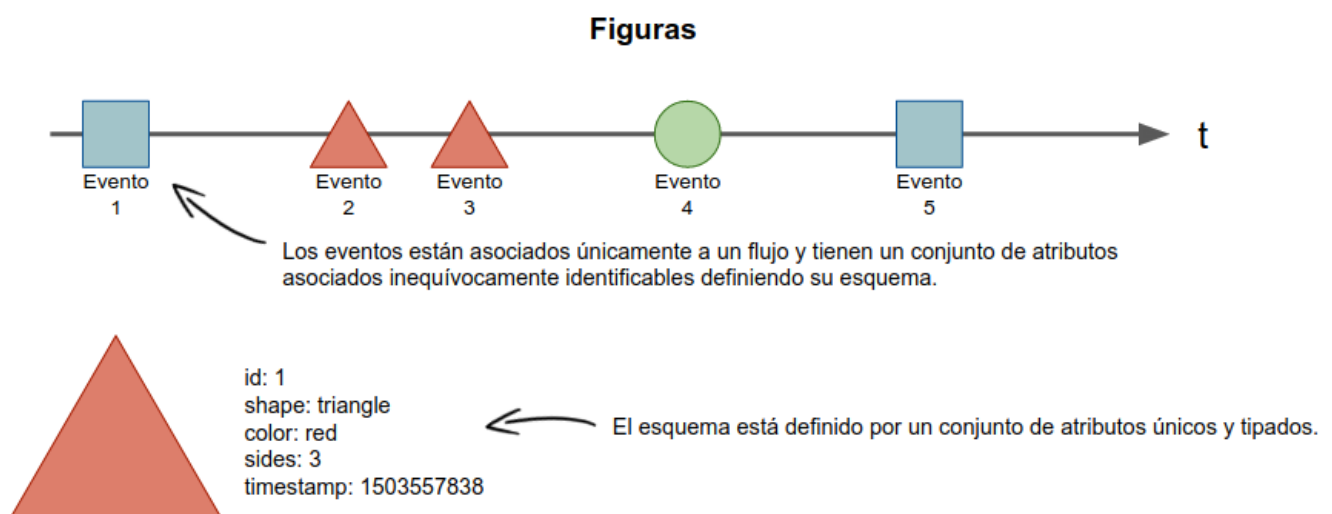 Figuras
t
Evento
1
Evento
2
Evento
3
Evento
4
Evento
5
Los eventos están asociados únicamente a un flujo y tienen un conjunto de atributos
asociados inequívocamente identificables definiendo su esquema.
id: 1
shape: triangle
color: red
sides: 3
timestamp: 1503557838
El esquema está definido por un conjunto de atributos únicos y tipados.